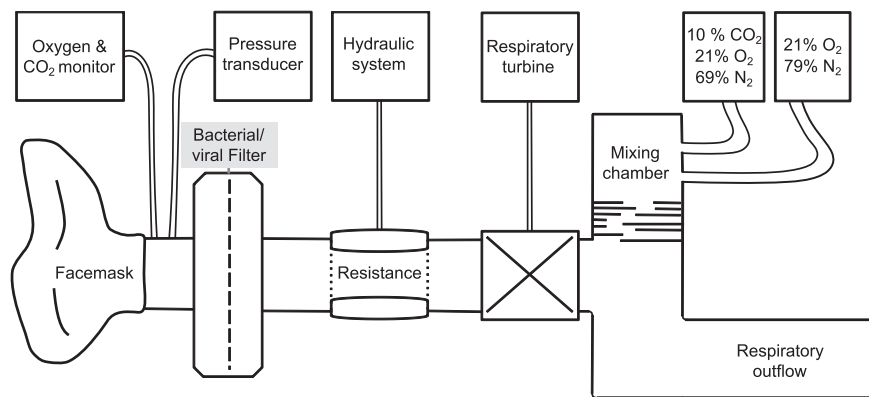 Oxygen &
CO₂ monitor
Pressure
transducer
Hydraulic
system
Respiratory
turbine
10 % CO₂
21% O₂
69% N₂
21% O₂
79% N₂
Bacterial/
viral Filter
Mixing
chamber
Facemask
Resistance
Respiratory
outflow